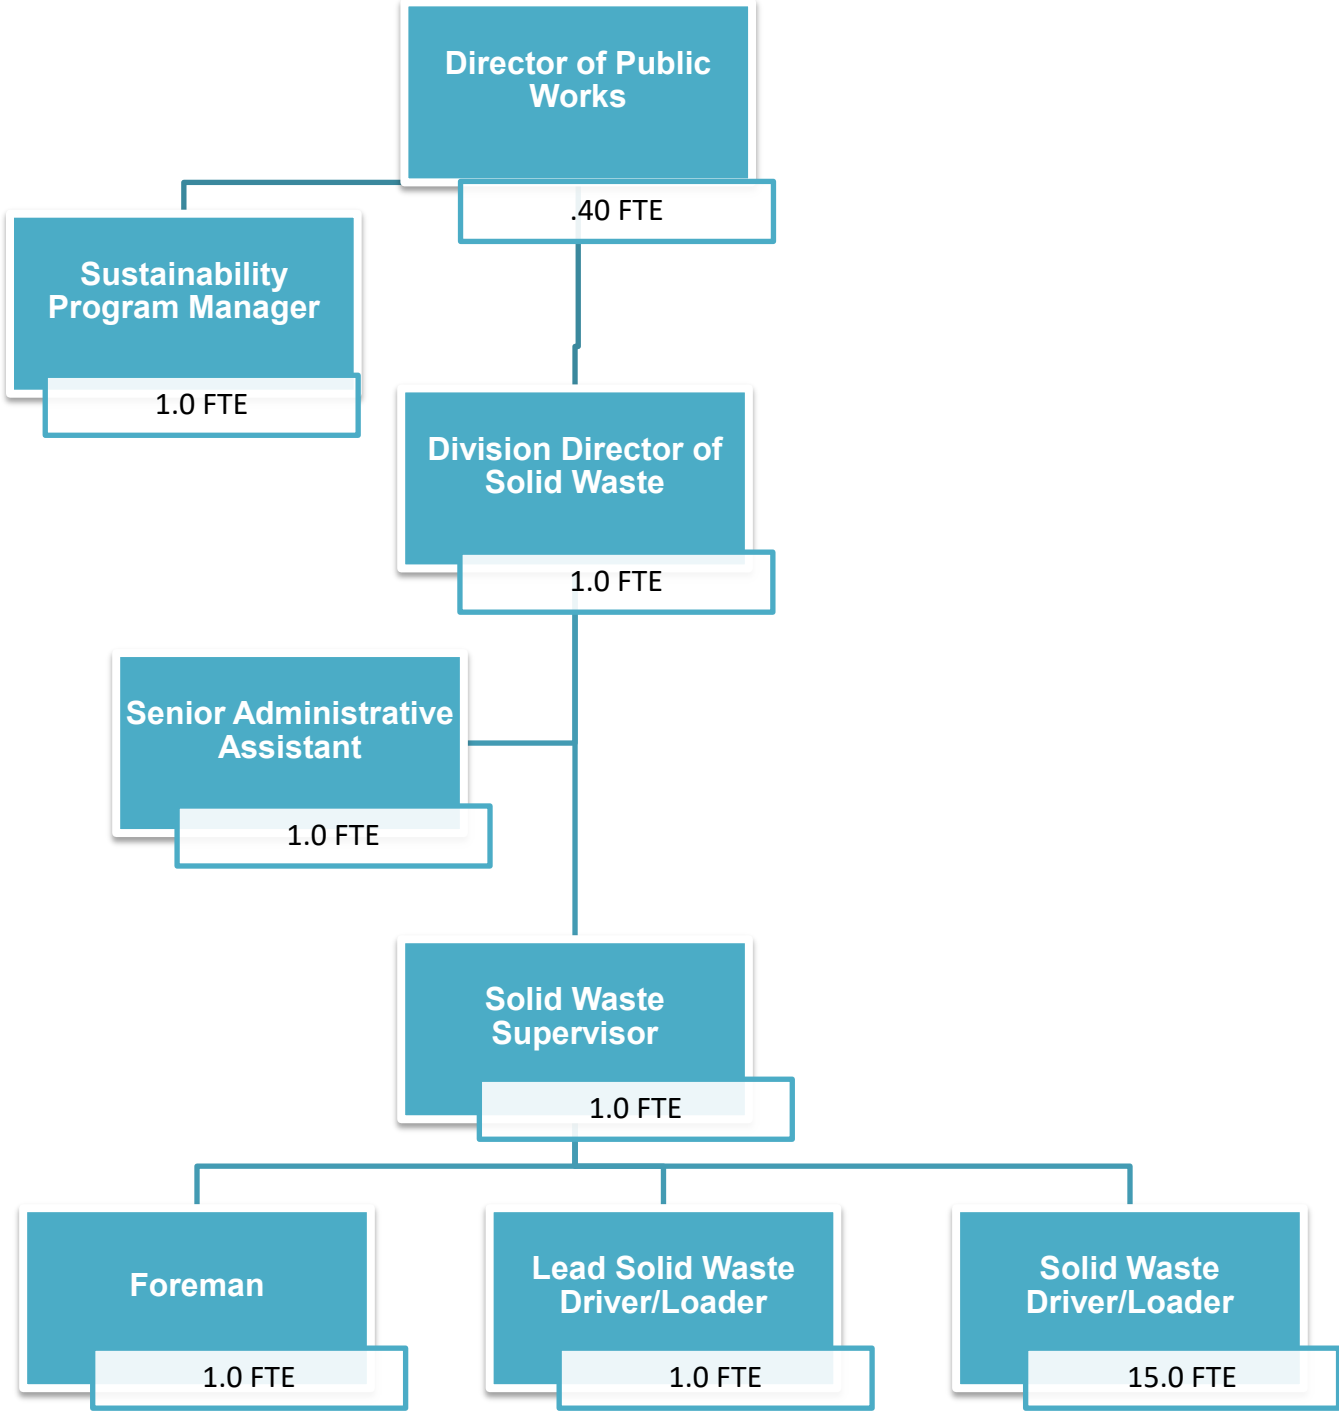 Director of Public
Works
.40 FTE
Sustainability
Program Manager
1.0 FTE
Division Director of
Solid Waste
1.0 FTE
Senior Administrative
Assistant
1.0 FTE
Solid Waste
Supervisor
1.0 FTE
Foreman
1.0 FTE
Lead Solid Waste
Driver/Loader
1.0 FTE
Solid Waste
Driver/Loader
15.0 FTE